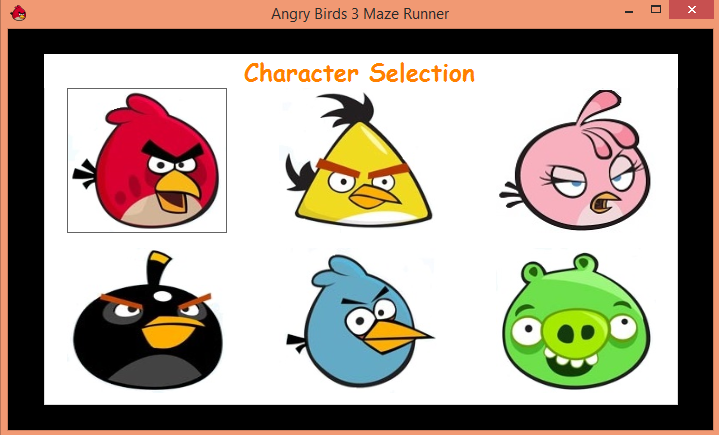 Angry Birds 3 Maze Runner
Character Selection